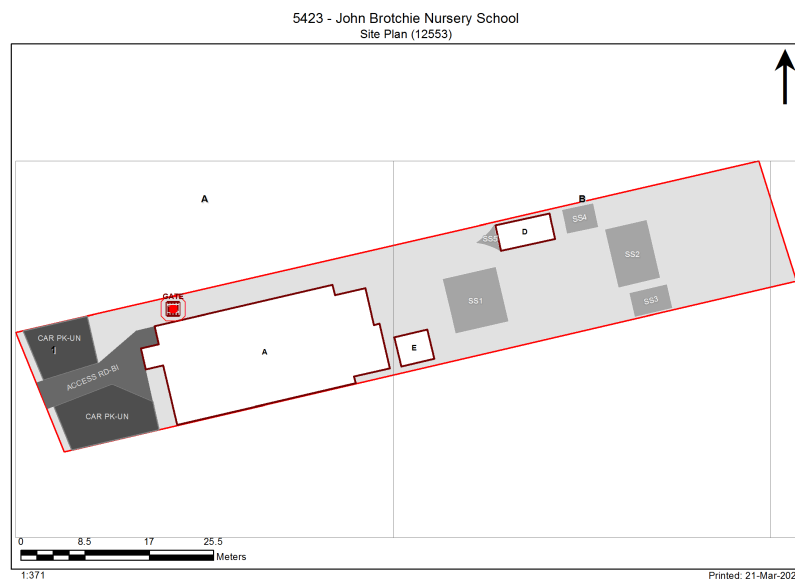 5423 - John Brotchie Nursery School
Site Plan (12553)
A
B
SS4
D
SS5
SS2
GATE
SS1
SS3
CAR PK-UN
1
A
E
ACCESS RD-BI
CAR PK-UN
0 8.5 17 25.5
Meters
1:371
Printed: 21-Mar-202